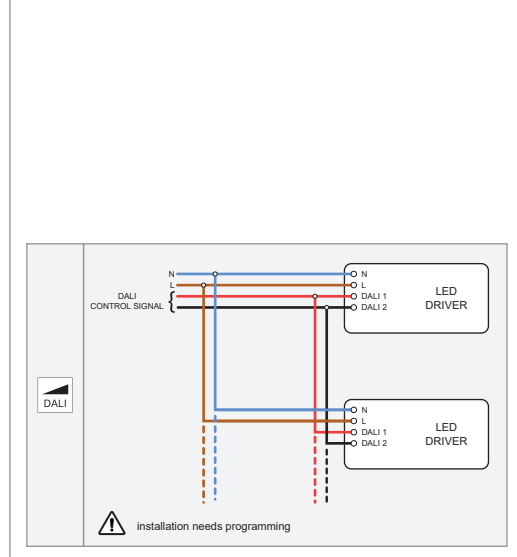 N
L
DALI
CONTROL SIGNAL
N
L
DALI 1
DALI 2
LED
DRIVER
DALI
N
L
DALI 1
DALI 2
LED
DRIVER
installation needs programming